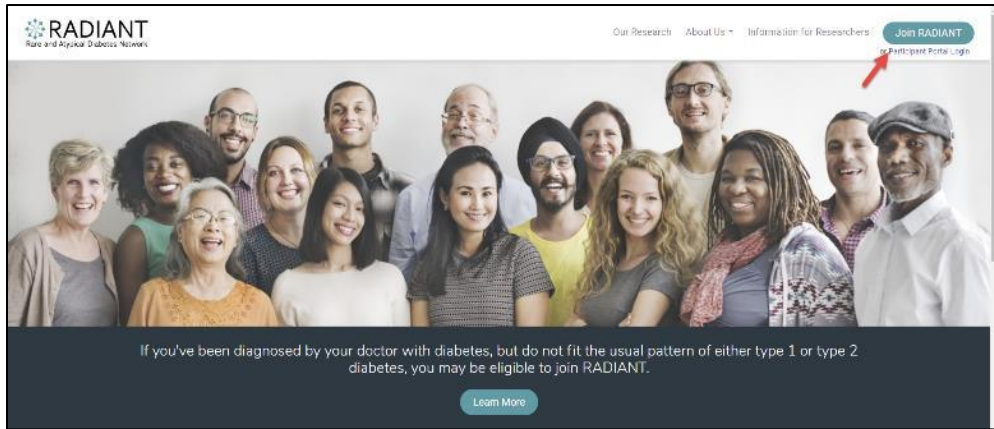 RADIANT
Rare and Atypical Diabetes Network
Our Research About Us Information for Researchers Join RADIANT
or Participant Portal Login
If you've been diagnosed by your doctor with diabetes, but do not fit the usual pattern of either type 1 or type 2
diabetes, you may be eligible to join RADIANT.
Learn More